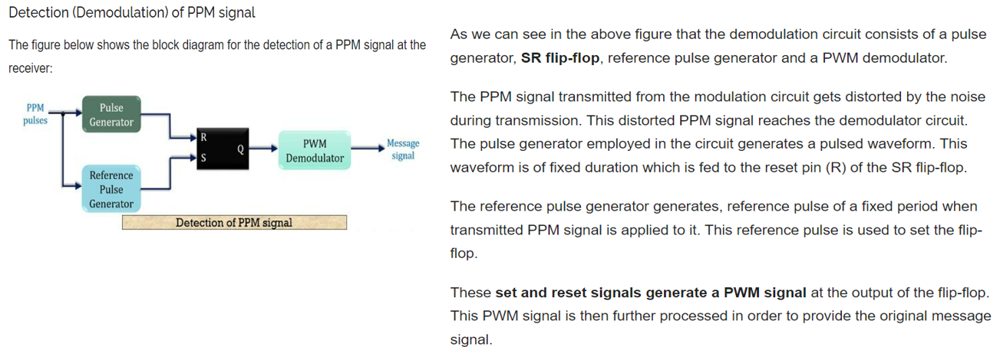 Detection (Demodulation) of PPM signal
The figure below shows the block diagram for the detection of a PPM signal at the
receiver:
PPM
pulses
Pulse
Generator
Reference
Pulse
Generator
R
S
Q
PWM
Demodulator
Message
signal
Detection of PPM signal
As we can see in the above figure that the demodulation circuit consists of a pulse
generator, SR flip-flop, reference pulse generator and a PWM demodulator.
The PPM signal transmitted from the modulation circuit gets distorted by the noise
during transmission. This distorted PPM signal reaches the demodulator circuit.
The pulse generator employed in the circuit generates a pulsed waveform. This
waveform is of fixed duration which is fed to the reset pin (R) of the SR flip-flop.
The reference pulse generator generates, reference pulse of a fixed period when
transmitted PPM signal is applied to it. This reference pulse is used to set the flip-
flop.
These set and reset signals generate a PWM signal at the output of the flip-flop.
This PWM signal is then further processed in order to provide the original message
signal.